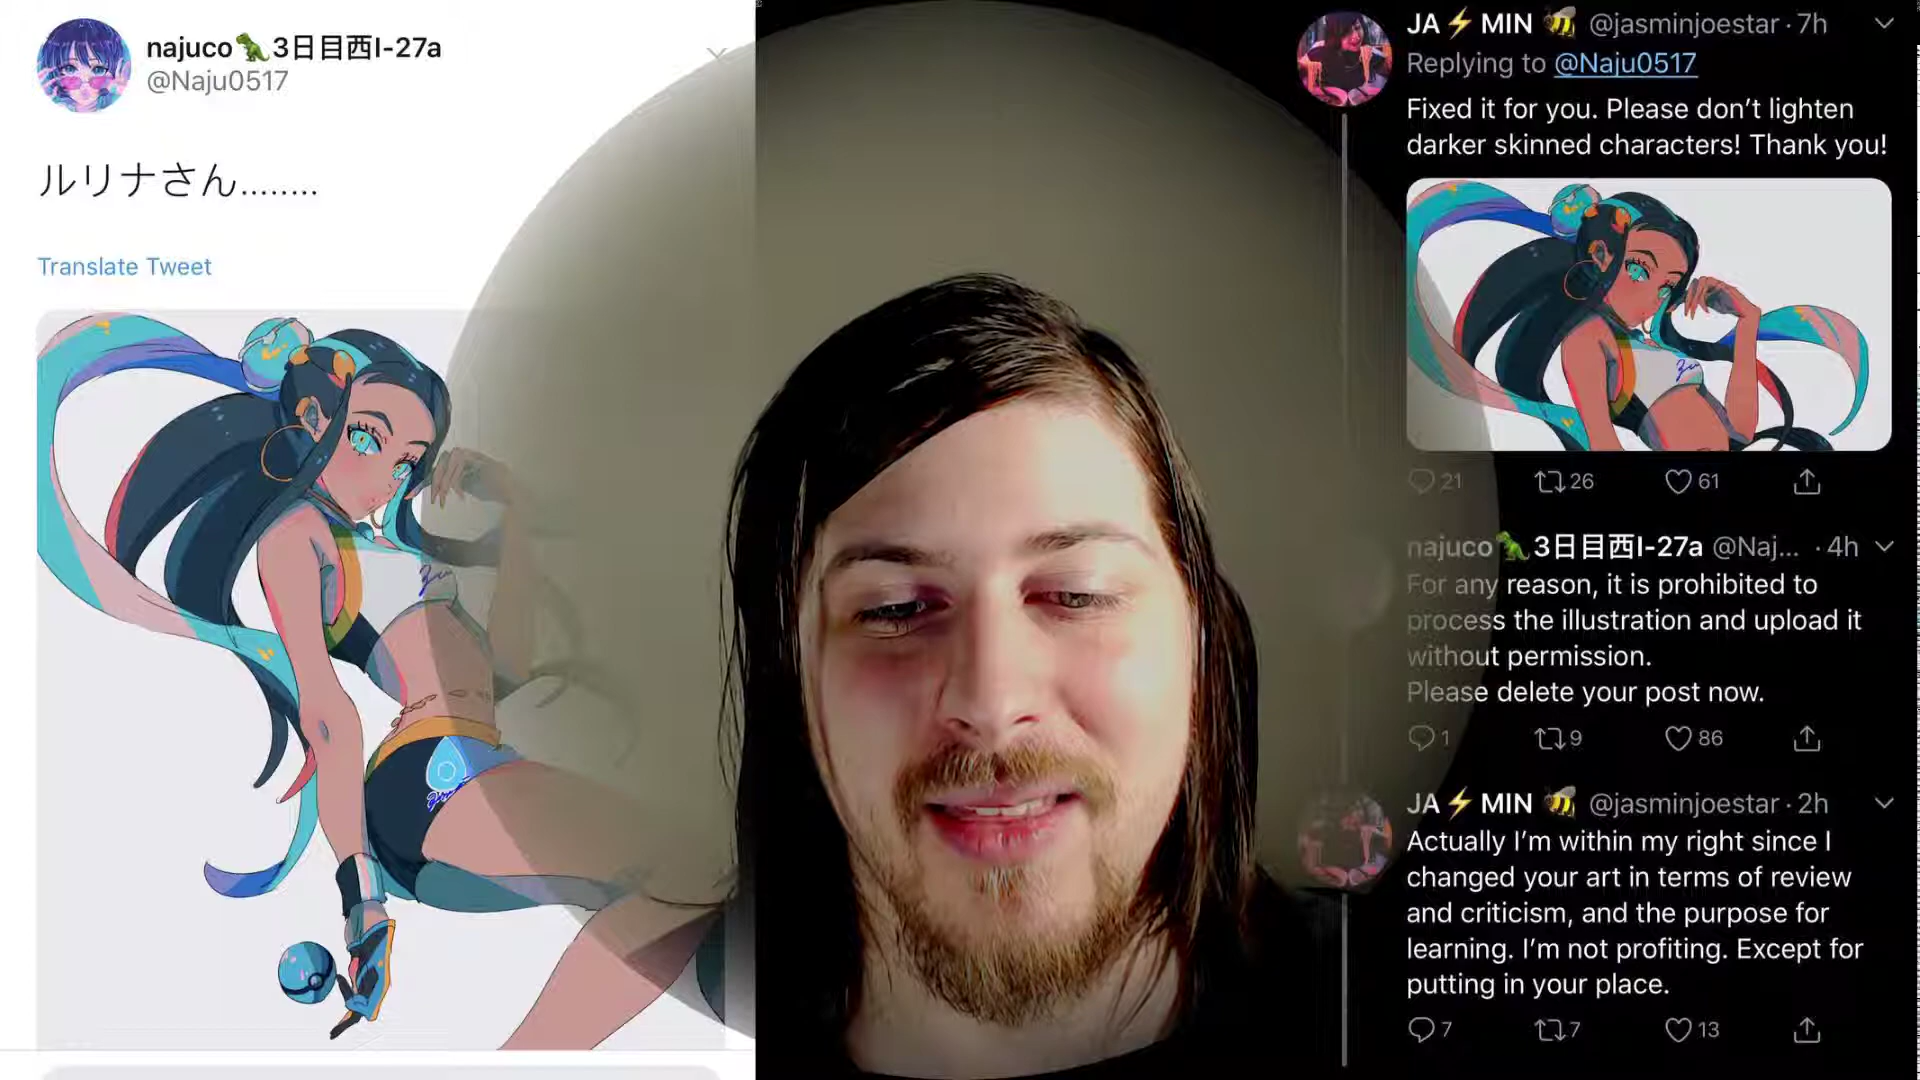 najuco🦖3日目西I-27a
@Naju0517
ルリナさん........
Translate Tweet
JA⚡MIN 🐝 @jasminjoestar · 7h
Replying to @Naju0517
Fixed it for you. Please don’t lighten
darker skinned characters! Thank you!
21 26 61
najuco🦖3日目西I-27a @Naj... · 4h
For any reason, it is prohibited to
process the illustration and upload it
without permission.
Please delete your post now.
1 9 86
JA⚡MIN 🐝 @jasminjoestar · 2h
Actually I’m within my right since I
changed your art in terms of review
and criticism, and the purpose for
learning. I’m not profiting. Except for
putting in your place.
7 7 13